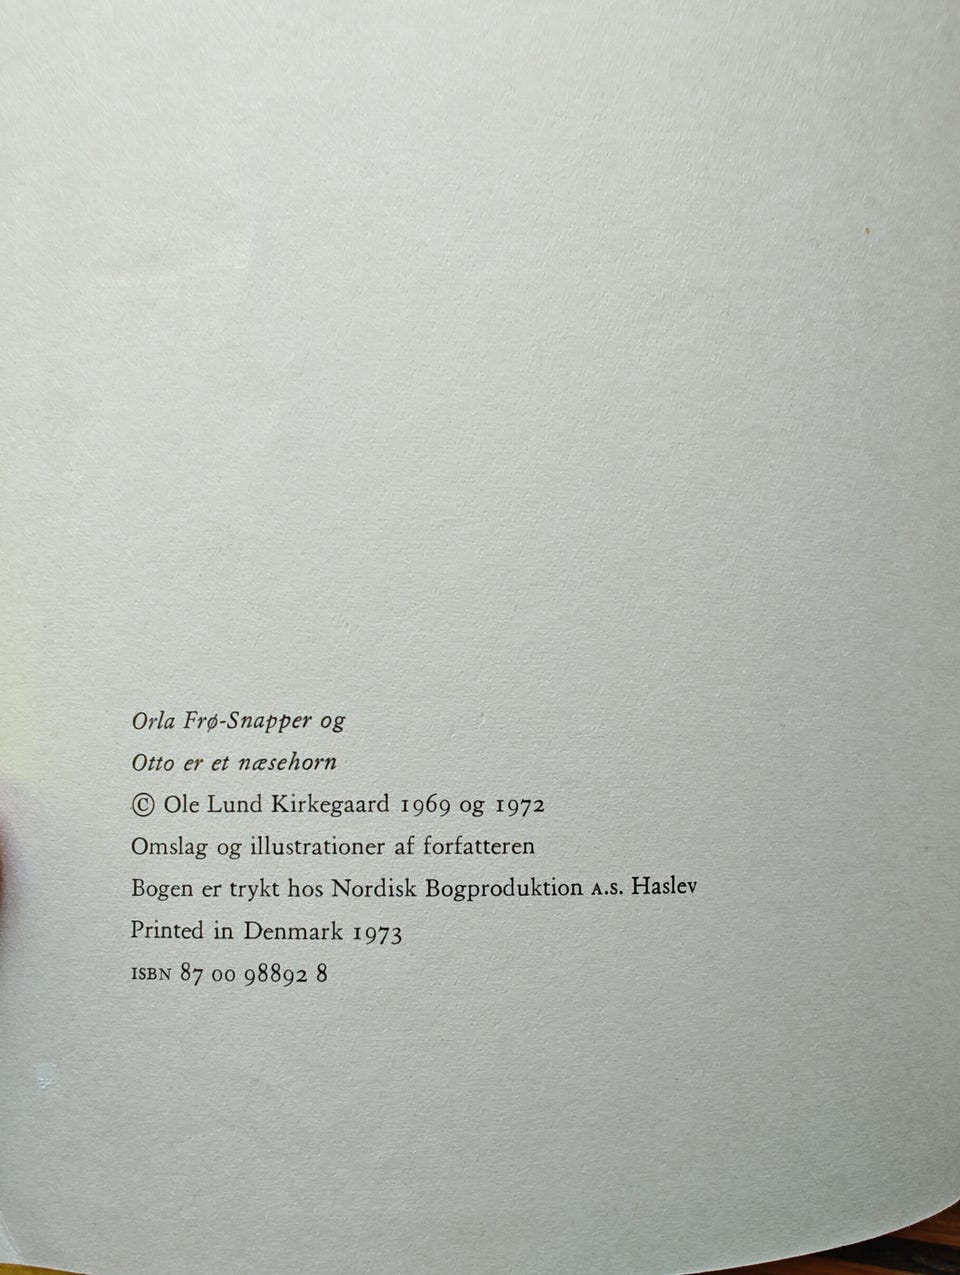 Orla Frø-Snapper og
Otto er et næsehorn
© Ole Lund Kirkegaard 1969 og 1972
Omslag og illustrationer af forfatteren
Bogen er trykt hos Nordisk Bogproduktion A.S. Haslev
Printed in Denmark 1973
ISBN 87 00 98892 8